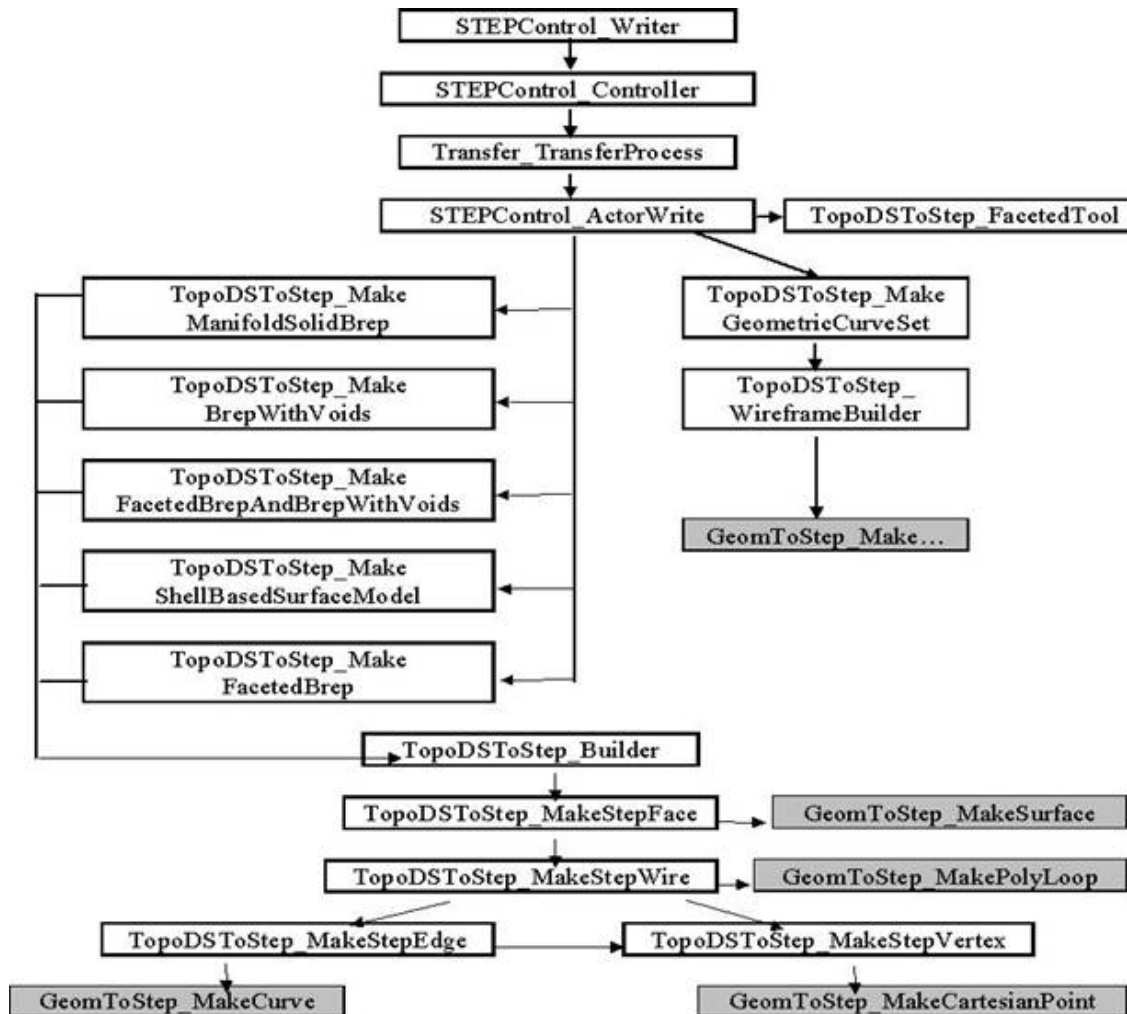 STEPControl_Writer
STEPControl_Controller
Transfer_TransferProcess
STEPControl_ActorWrite
TopoDSToStep_FacetedTool
TopoDSToStep_Make
ManifoldSolidBrep
TopoDSToStep_Make
GeometricCurveSet
TopoDSToStep_Make
BrepWithVoids
TopoDSToStep_
WireframeBuilder
TopoDSToStep_Make
FacetedBrepAndBrepWithVoids
GeomToStep_Make...
TopoDSToStep_Make
ShellBasedSurfaceModel
TopoDSToStep_Make
FacetedBrep
TopoDSToStep_Builder
TopoDSToStep_MakeStepFace
GeomToStep_MakeSurface
TopoDSToStep_MakeStepWire
GeomToStep_MakePolyLoop
TopoDSToStep_MakeStepEdge
TopoDSToStep_MakeStepVertex
GeomToStep_MakeCurve
GeomToStep_MakeCartesianPoint